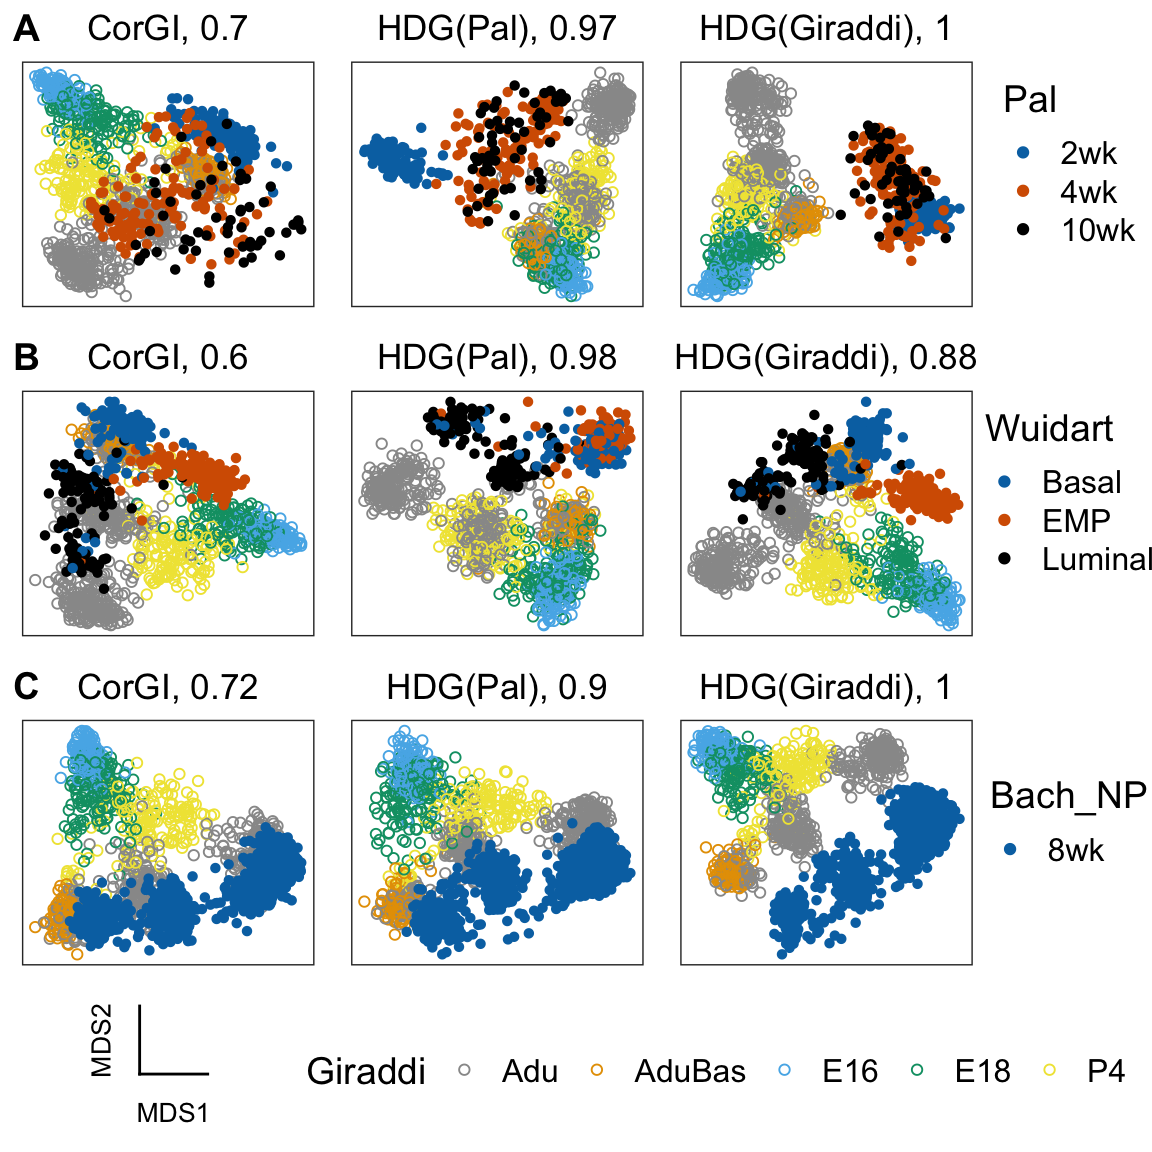 A
CorGI, 0.7
HDG(Pal), 0.97
HDG(Giraddi), 1
Pal
2wk
4wk
10wk
B
CorGI, 0.6
HDG(Pal), 0.98
HDG(Giraddi), 0.88
Wuidart
Basal
EMP
Luminal
C
CorGI, 0.72
HDG(Pal), 0.9
HDG(Giraddi), 1
Bach_NP
8wk
MDS2
MDS1
Giraddi
Adu
AduBas
E16
E18
P4